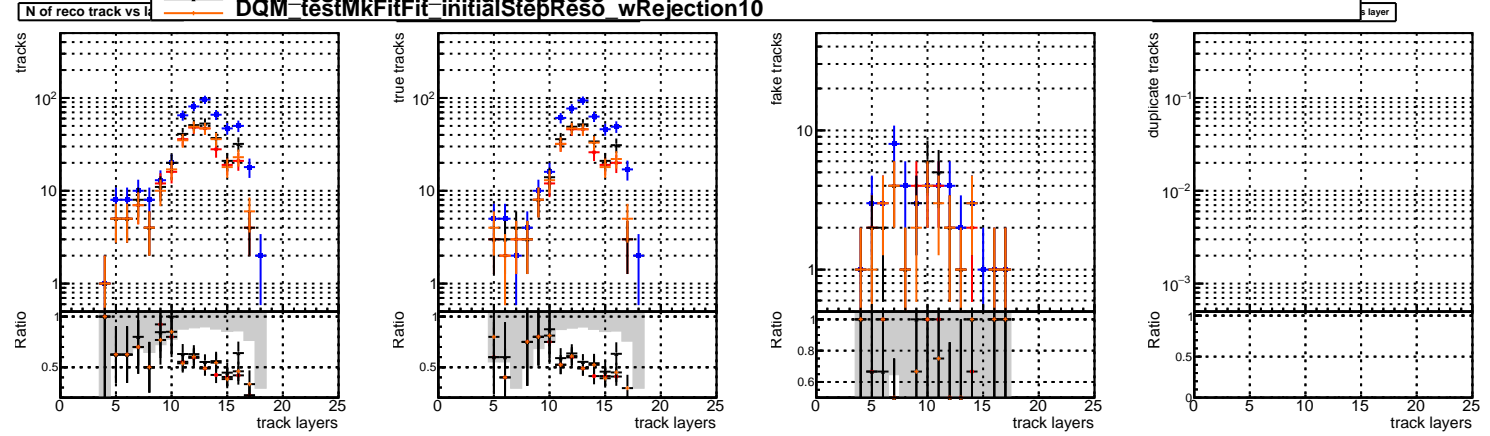 N of reco track vs la
DQM_testMkFitFit_initialStepReso_wRejection10
s layer
tracks
10²
10
1
Ratio
1
0.5
0 5 10 15 20 25
track layers
true tracks
10²
10
1
Ratio
1
0.5
0 5 10 15 20 25
track layers
fake tracks
10
1
Ratio
1
0.8
0.6
0 5 10 15 20 25
track layers
duplicate tracks
10⁻¹
10⁻²
10⁻³
Ratio
1
0.5
0
0 5 10 15 20 25
track layers